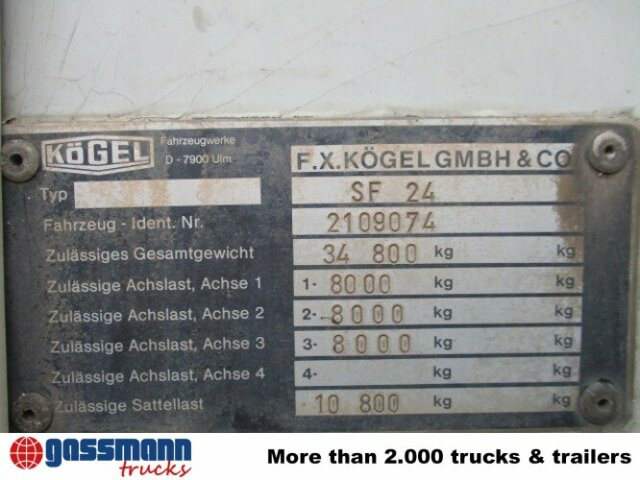 KÖGEL Fahrzeugwerke
D - 7900 Ulm
F.X.KÖGEL GMBH & CO
Typ SF 24
Fahrzeug - Ident. Nr. 2109074
Zulässiges Gesamtgewicht 34 800 kg kg
Zulässige Achslast, Achse 1 1- 8000 kg kg
Zulässige Achslast, Achse 2 2- 8000 kg kg
Zulässige Achslast, Achse 3 3- 8000 kg kg
Zulässige Achslast, Achse 4 4- kg kg
Zulässige Sattellast 10 800 kg kg
gassmann
trucks
More than 2.000 trucks & trailers